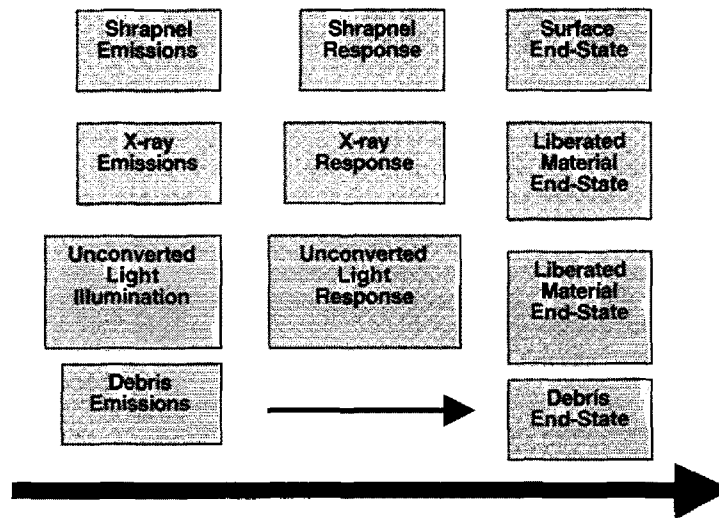 Shrapnel
Emissions
Shrapnel
Response
Surface
End-State
X-ray
Emissions
X-ray
Response
Liberated
Material
End-State
Unconverted
Light
Illumination
Unconverted
Light
Response
Liberated
Material
End-State
Debris
Emissions
Debris
End-State